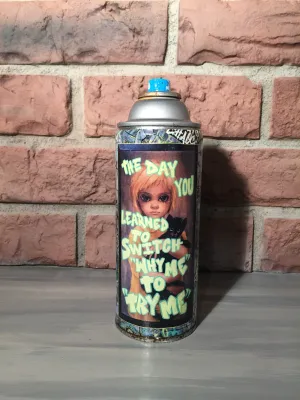 THE DAY
YOU
LEARNED
TO
SWITCH
"WHY ME"
TO
"TRY ME"